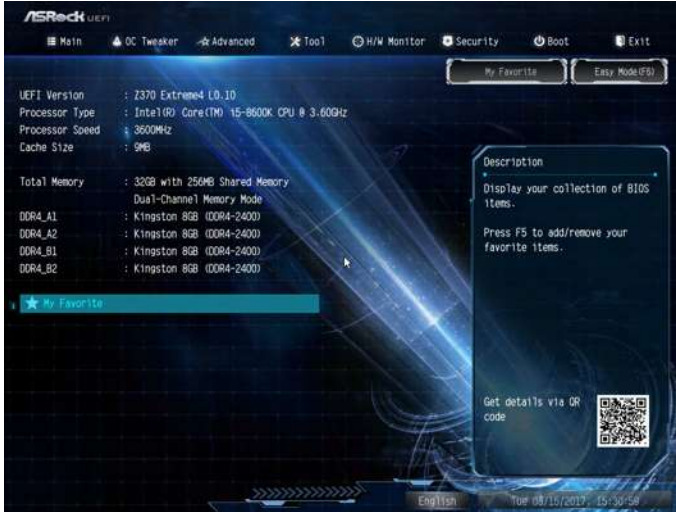 ASRock UEFI
Main OC Tweaker Advanced Tool H/W Monitor Security Boot Exit
My Favorite Easy Mode(F6)
UEFI Version : Z370 Extreme4 L0.10
Processor Type : Intel(R) Core(TM) i5-8600K CPU @ 3.60GHz
Processor Speed : 3600MHz
Cache Size : 9MB
Total Memory : 32GB with 256MB Shared Memory
Dual-Channel Memory Mode
DDR4_A1 : Kingston 8GB (DDR4-2400)
DDR4_A2 : Kingston 8GB (DDR4-2400)
DDR4_B1 : Kingston 8GB (DDR4-2400)
DDR4_B2 : Kingston 8GB (DDR4-2400)
My Favorite
Description
Display your collection of BIOS
items.
Press F5 to add/remove your
favorite items.
Get details via QR
code
English Tue 08/15/2017, 15:30:59